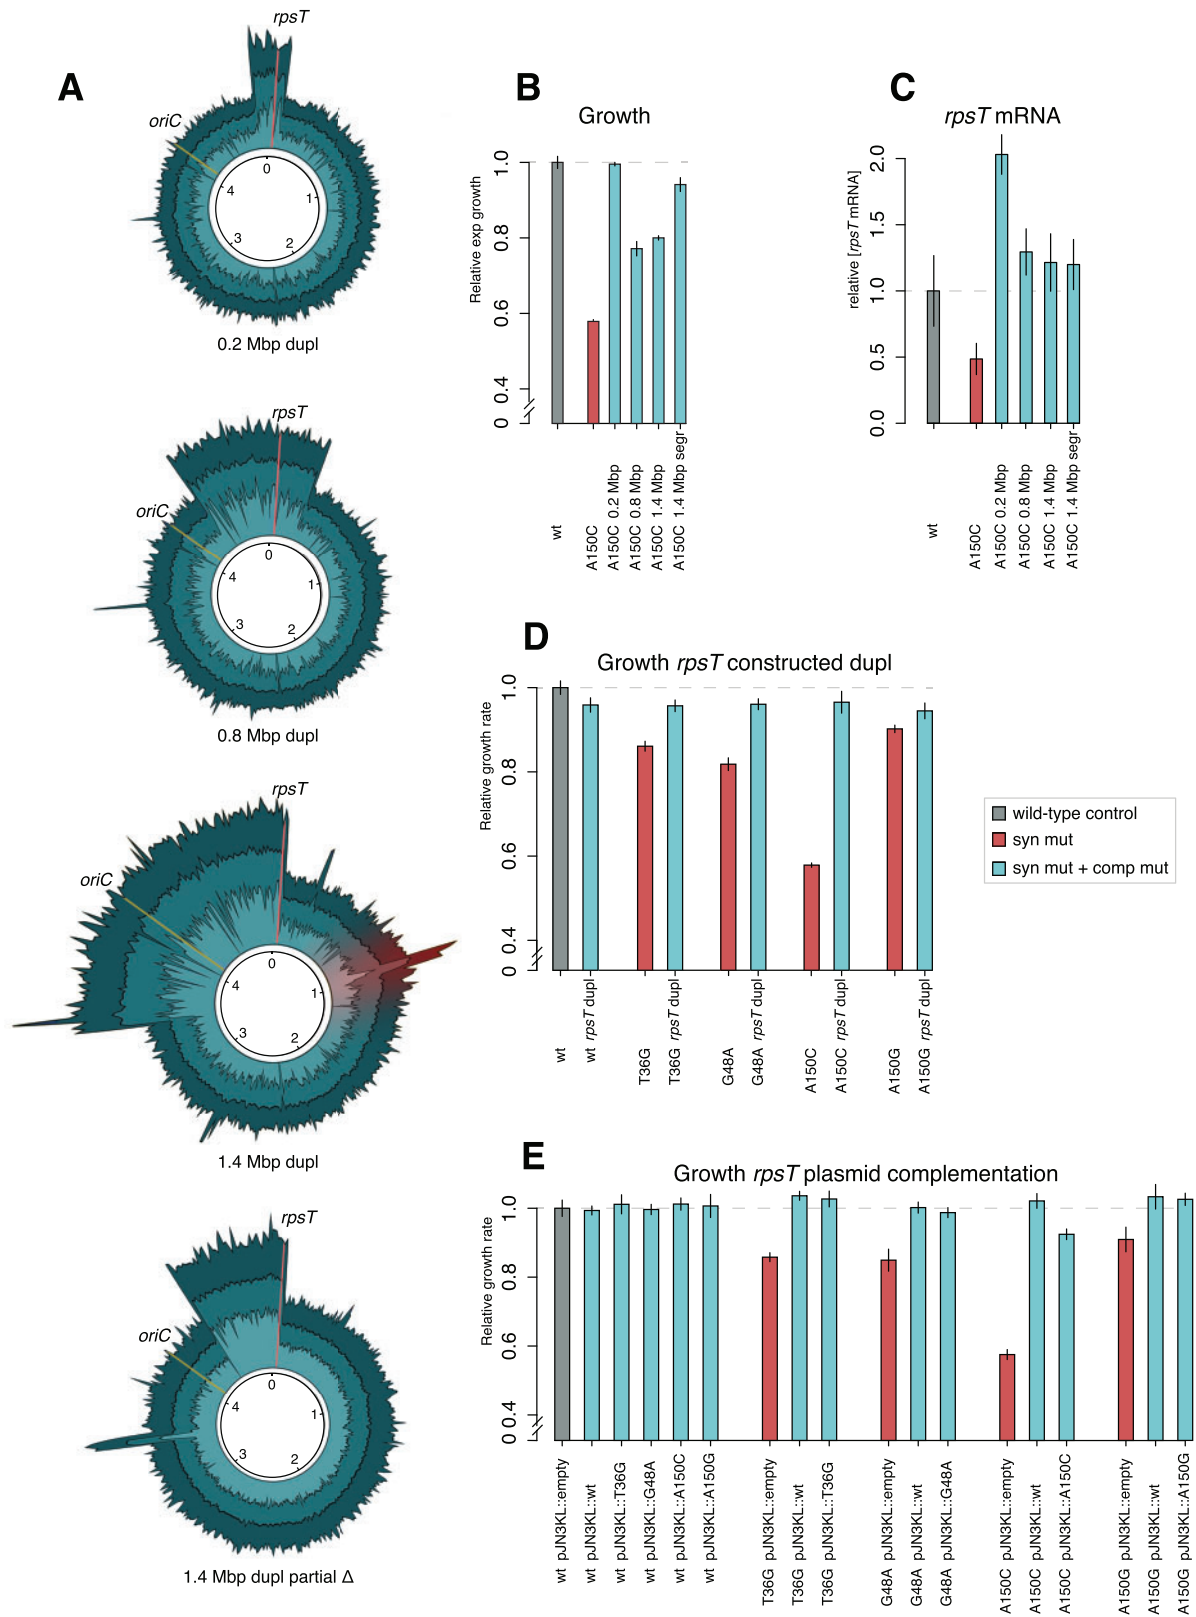 A
rpsT
oriC
0
1
2
3
4
0.2 Mbp dupl
rpsT
oriC
0
1
2
3
4
0.8 Mbp dupl
rpsT
oriC
0
1
2
3
4
1.4 Mbp dupl
rpsT
oriC
0
1
2
3
4
1.4 Mbp dupl partial Δ
B
Growth
Relative exp growth
1.0
0.8
0.6
0.4
0
wt
A150C
A150C 0.2 Mbp
A150C 0.8 Mbp
A150C 1.4 Mbp
A150C 1.4 Mbp segr
C
rpsT mRNA
relative [rpsT mRNA]
2.0
1.5
1.0
0.5
0.0
wt
A150C
A150C 0.2 Mbp
A150C 0.8 Mbp
A150C 1.4 Mbp
A150C 1.4 Mbp segr
D
Growth rpsT constructed dupl
Relative growth rate
1.0
0.8
0.6
0.4
0
wt
wt rpsT dupl
T36G
T36G rpsT dupl
G48A
G48A rpsT dupl
A150C
A150C rpsT dupl
A150G
A150G rpsT dupl
wild-type control
syn mut
syn mut + comp mut
E
Growth rpsT plasmid complementation
Relative growth rate
1.0
0.8
0.6
0.4
0
wt pJN3KL::empty
wt pJN3KL::wt
wt pJN3KL::T36G
wt pJN3KL::G48A
wt pJN3KL::A150C
wt pJN3KL::A150G
T36G pJN3KL::empty
T36G pJN3KL::wt
T36G pJN3KL::T36G
G48A pJN3KL::empty
G48A pJN3KL::wt
G48A pJN3KL::G48A
A150C pJN3KL::empty
A150C pJN3KL::wt
A150C pJN3KL::A150C
A150G pJN3KL::empty
A150G pJN3KL::wt
A150G pJN3KL::A150G